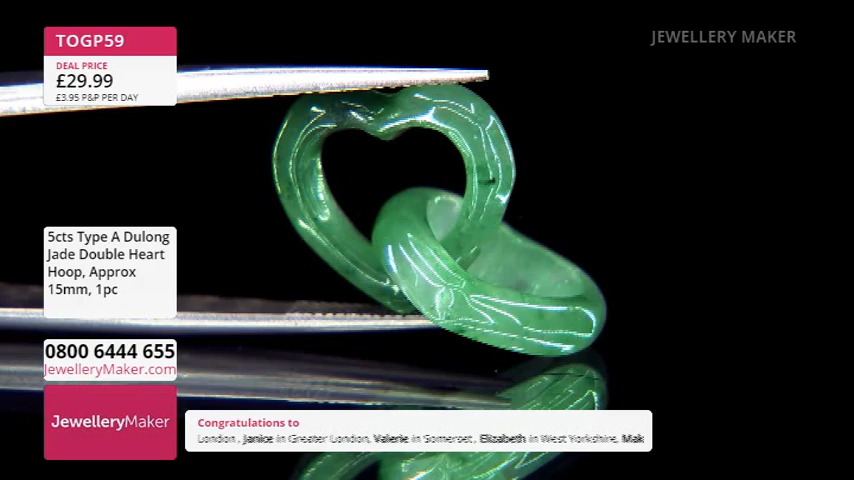 TOGP59
JEWELLERY MAKER
DEAL PRICE
£29.99
£3.95 P&P PER DAY
5cts Type A Dulong
Jade Double Heart
Hoop, Approx
15mm, 1pc
0800 6444 655
JewelleryMaker.com
JewelleryMaker
Congratulations to
London, Janice in Greater London, Valerie in Somerset, Elizabeth in West Yorkshire, Mak